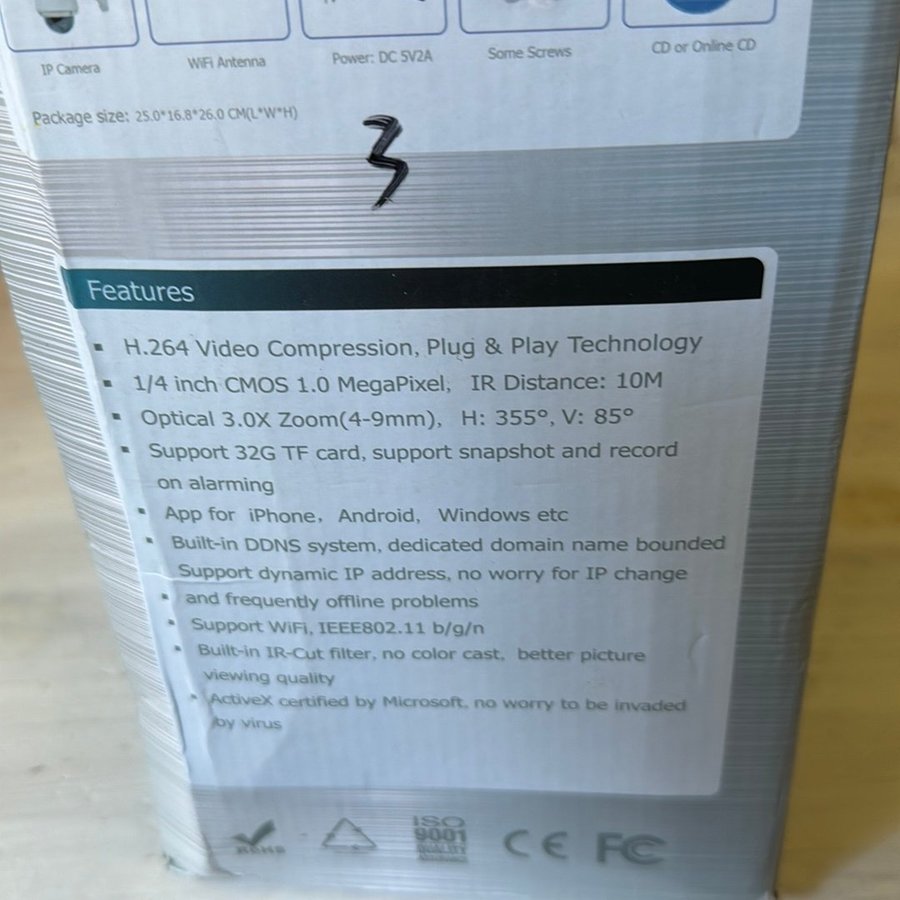 IP Camera
WiFi Antenna
Power: DC 5V2A
Some Screws
CD or Online CD
Package size: 25.0*16.8*26.0 CM(L*W*H)
3
Features
▪ H.264 Video Compression, Plug & Play Technology
▪ 1/4 inch CMOS 1.0 MegaPixel, IR Distance: 10M
▪ Optical 3.0X Zoom(4-9mm), H: 355°, V: 85°
▪ Support 32G TF card, support snapshot and record
on alarming
▪ App for iPhone, Android, Windows etc
▪ Built-in DDNS system, dedicated domain name bounded
Support dynamic IP address, no worry for IP change
▪ and frequently offline problems
▪ Support WiFi, IEEE802.11 b/g/n
▪ Built-in IR-Cut filter, no color cast, better picture
viewing quality
▪ ActiveX certified by Microsoft, no worry to be invaded
by virus
RoHS
ISO
9001
QUALITY
CE
FC